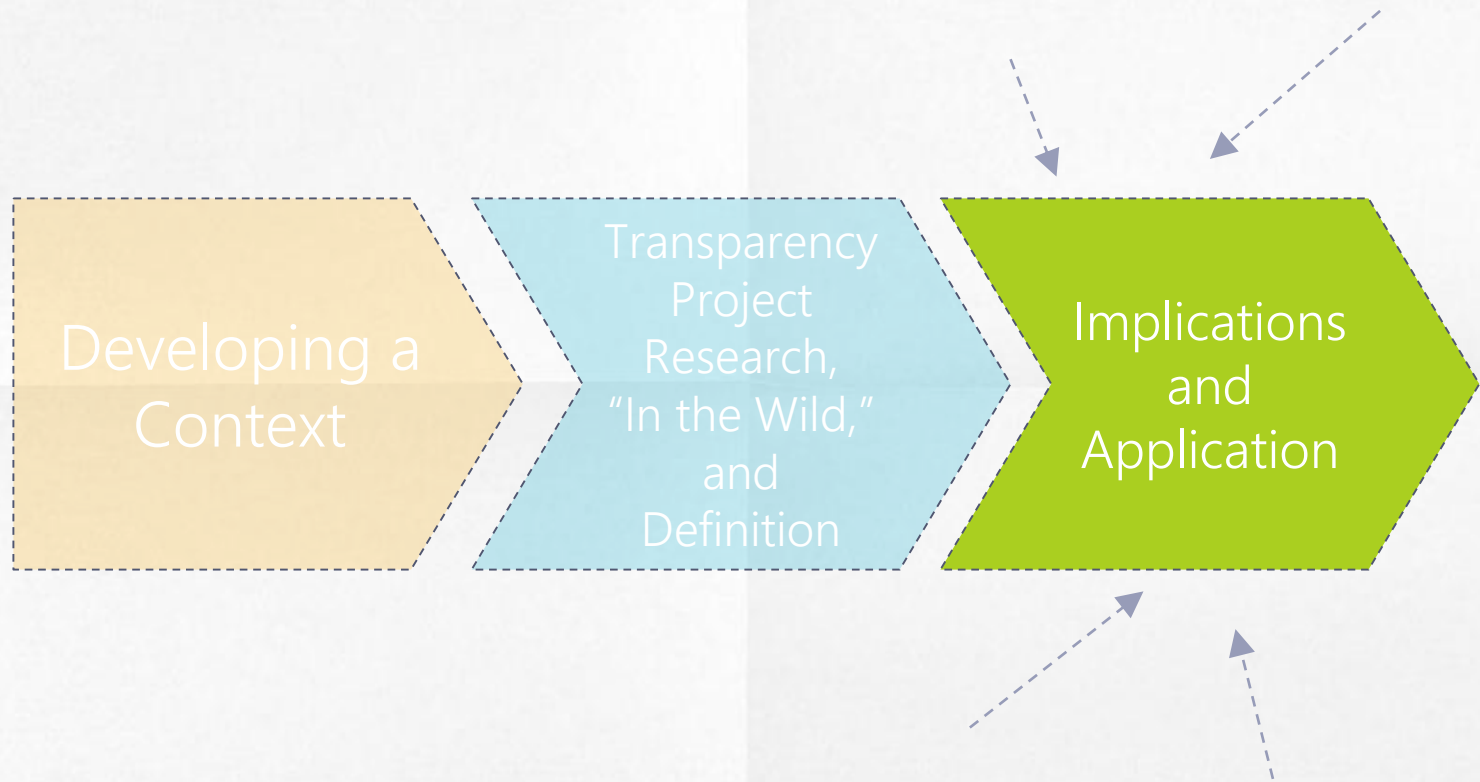 Developing a
Context
Transparency
Project
Research,
“In the Wild,”
and
Definition
Implications
and
Application